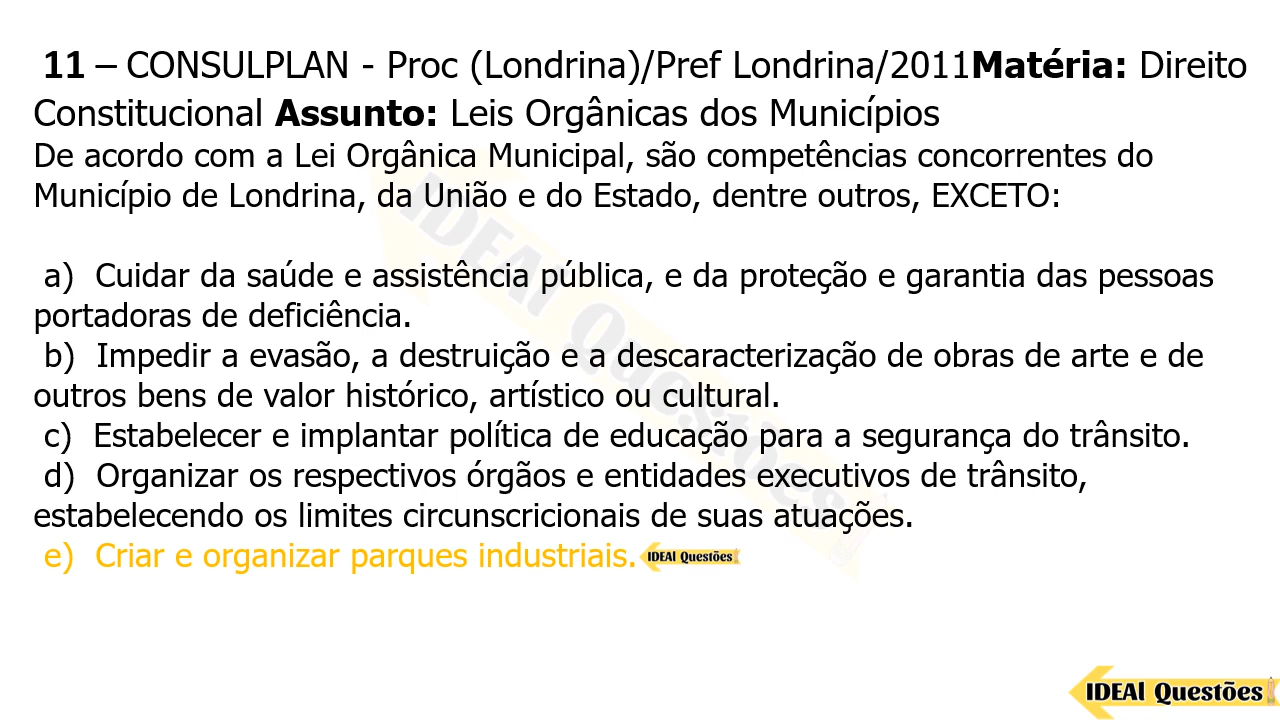 11 – CONSULPLAN - Proc (Londrina)/Pref Londrina/2011Matéria: Direito
Constitucional Assunto: Leis Orgânicas dos Municípios
De acordo com a Lei Orgânica Municipal, são competências concorrentes do
Município de Londrina, da União e do Estado, dentre outros, EXCETO:
a) Cuidar da saúde e assistência pública, e da proteção e garantia das pessoas
portadoras de deficiência.
b) Impedir a evasão, a destruição e a descaracterização de obras de arte e de
outros bens de valor histórico, artístico ou cultural.
c) Estabelecer e implantar política de educação para a segurança do trânsito.
d) Organizar os respectivos órgãos e entidades executivos de trânsito,
estabelecendo os limites circunscricionais de suas atuações.
e) Criar e organizar parques industriais. IDEAl Questões
IDEAl Questões
IDEAl Questões